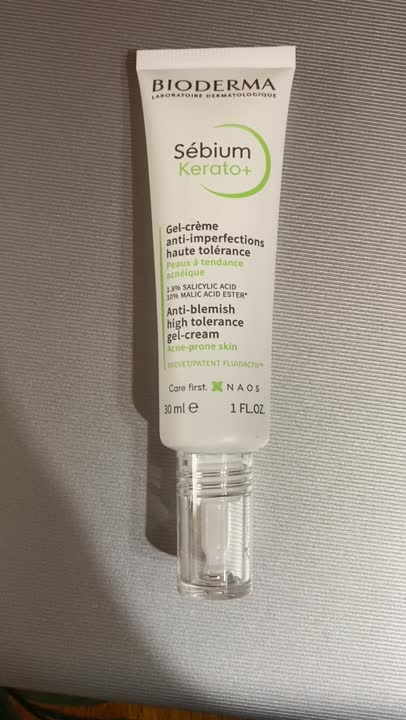 BIODERMA
LABORATOIRE DERMATOLOGIQUE
Sébium
Kerato+
Gel-crème
anti-imperfections
haute tolérance
Peaux à tendance
acnéique
1.8% SALICYLIC ACID
10% MALIC ACID ESTER*
Anti-blemish
high tolerance
gel-cream
Acne-prone skin
BREVET/PATENT FLUIDACTIV™
Care first. NAOS
30 ml ℮ 1 FL.OZ.